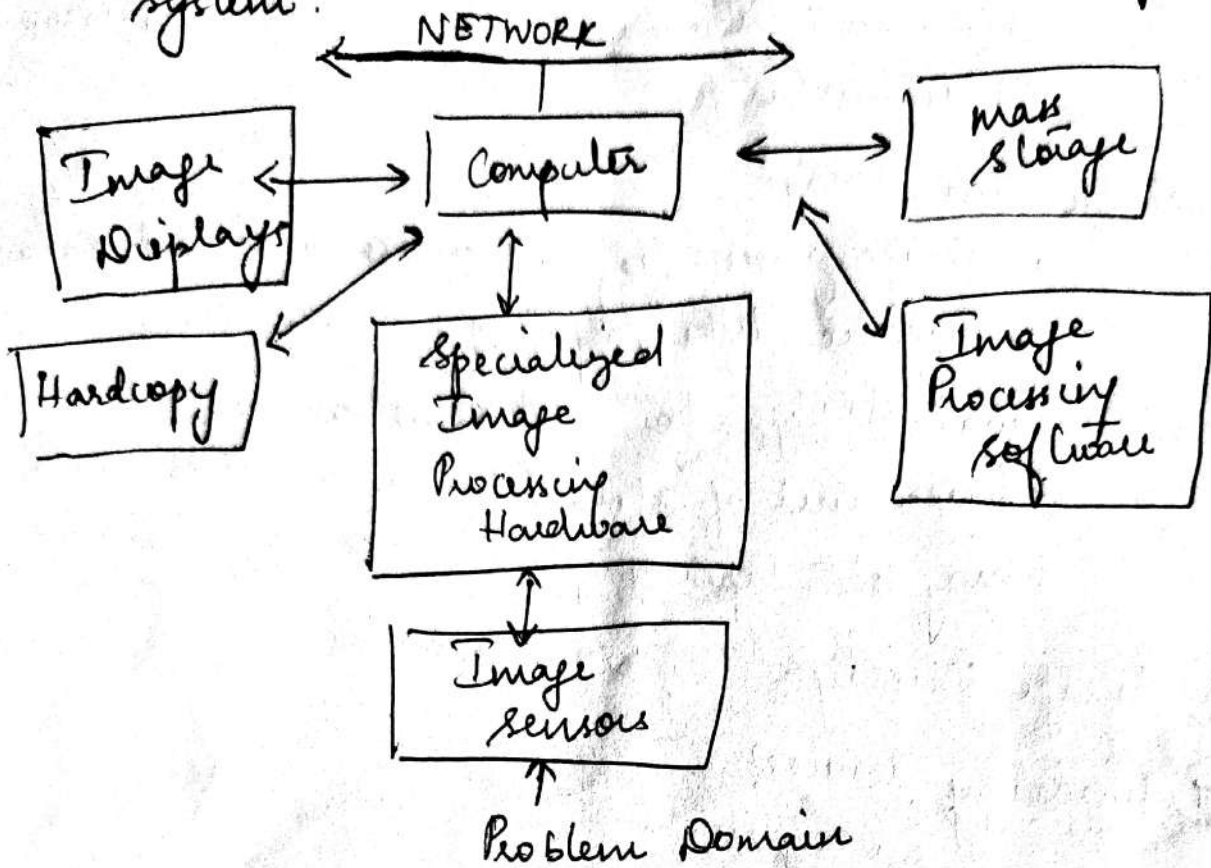 system.
NETWORK
Image
Displays
Computer
mass
storage
Hardcopy
Specialized
Image
Processing
Hardware
Image
Processing
software
Image
sensors
Problem Domain